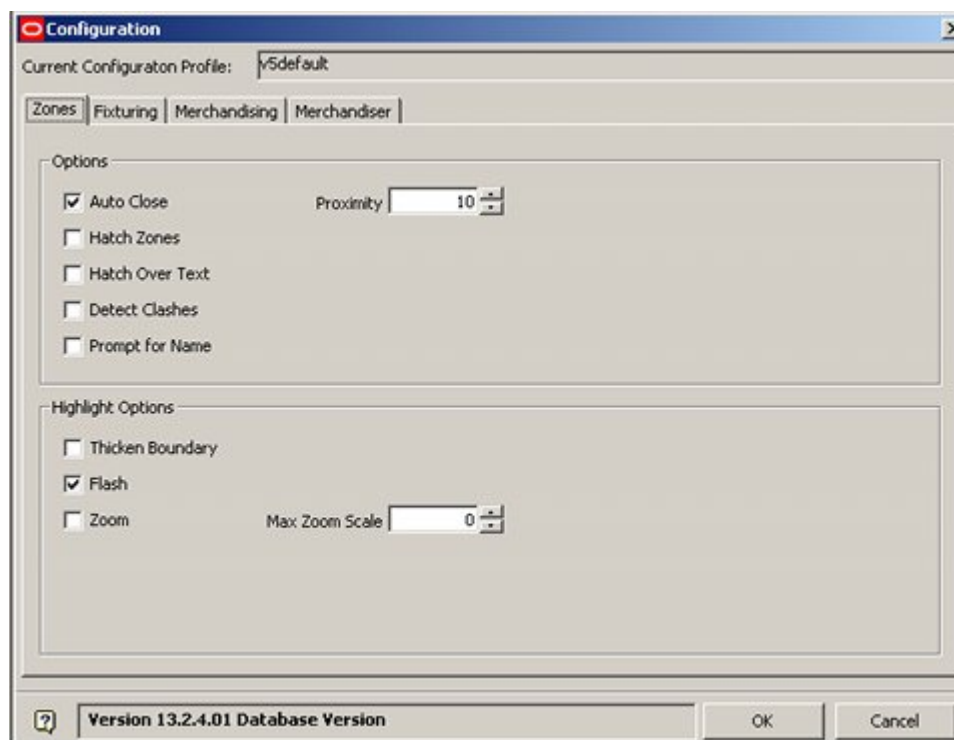 Configuration
Current Configuraton Profile: v5default
Zones Fixturing Merchandising Merchandiser
Options
Auto Close Proximity 10
Hatch Zones
Hatch Over Text
Detect Clashes
Prompt for Name
Highlight Options
Thicken Boundary
Flash
Zoom Max Zoom Scale 0
Version 13.2.4.01 Database Version OK Cancel